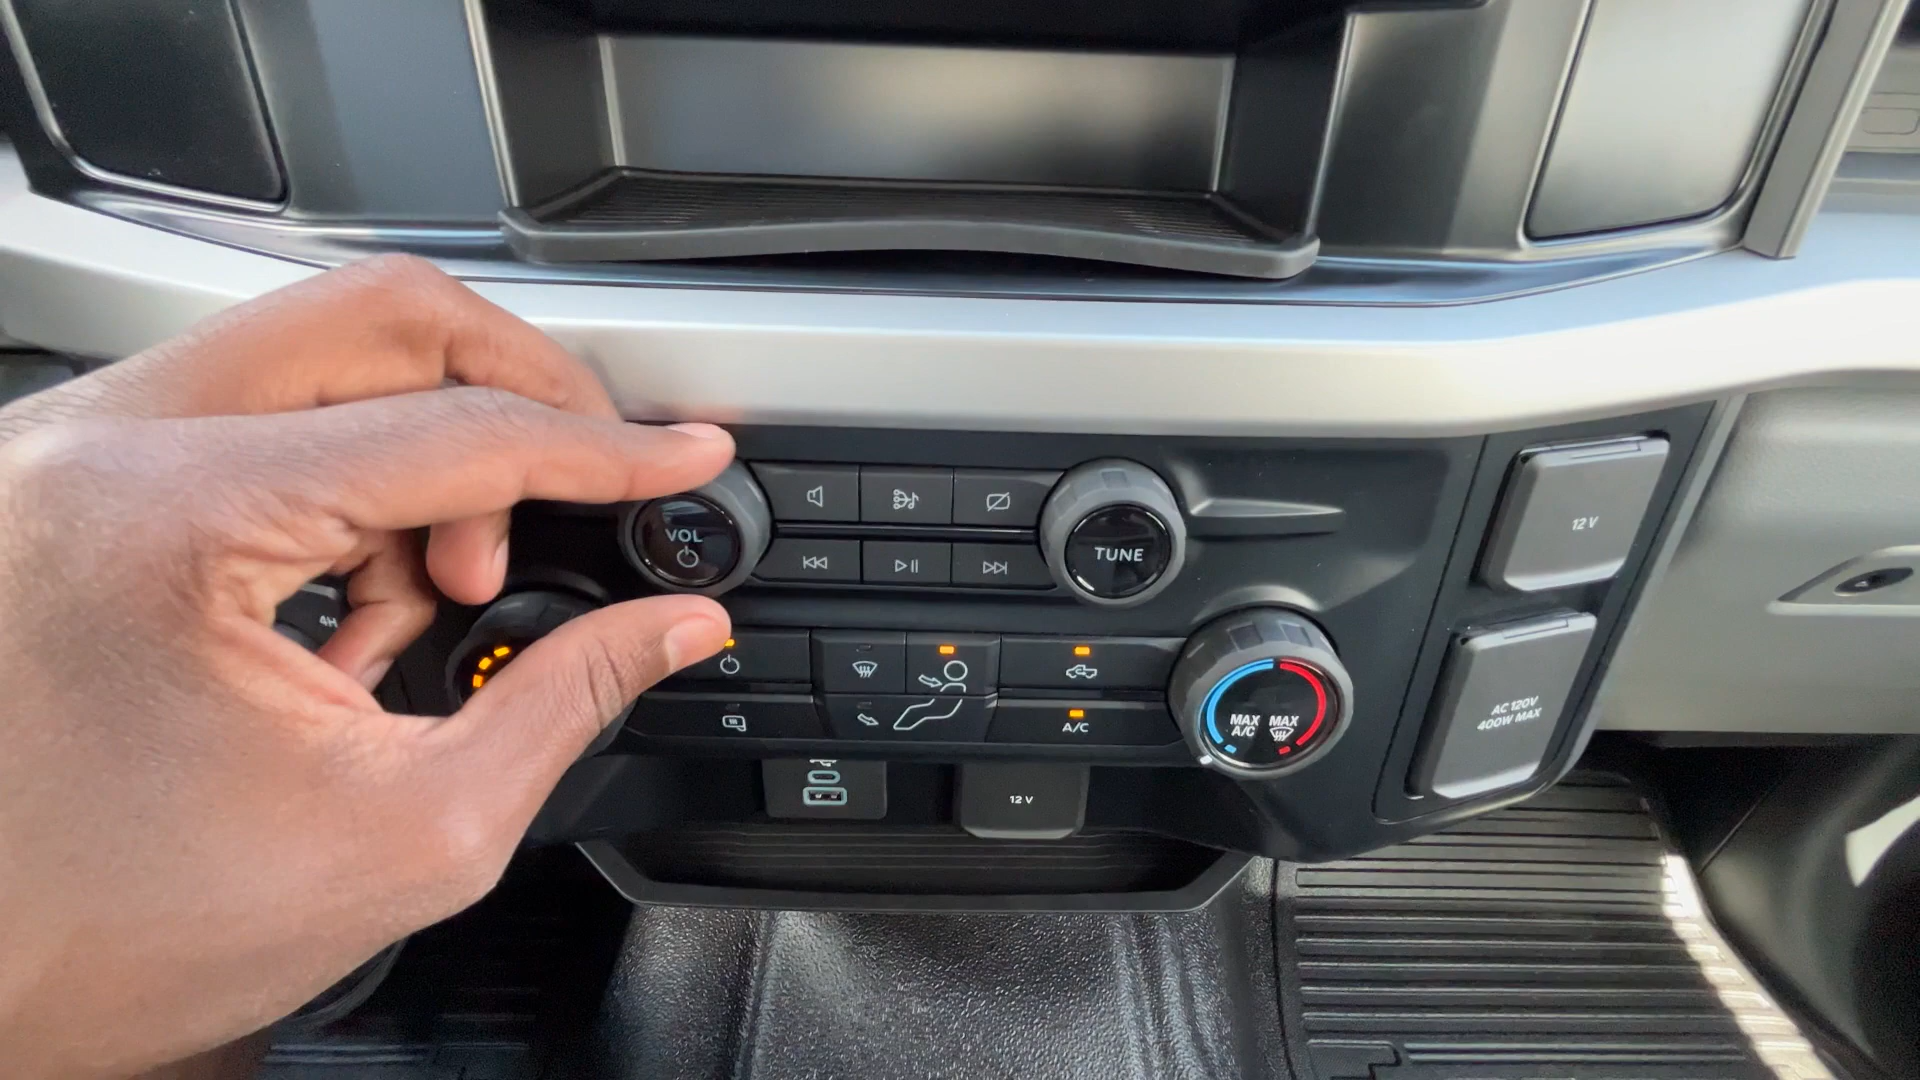 VOL
TUNE
12 V
4H
MAX
A/C
MAX
A/C
12 V
AC 120V
400W MAX